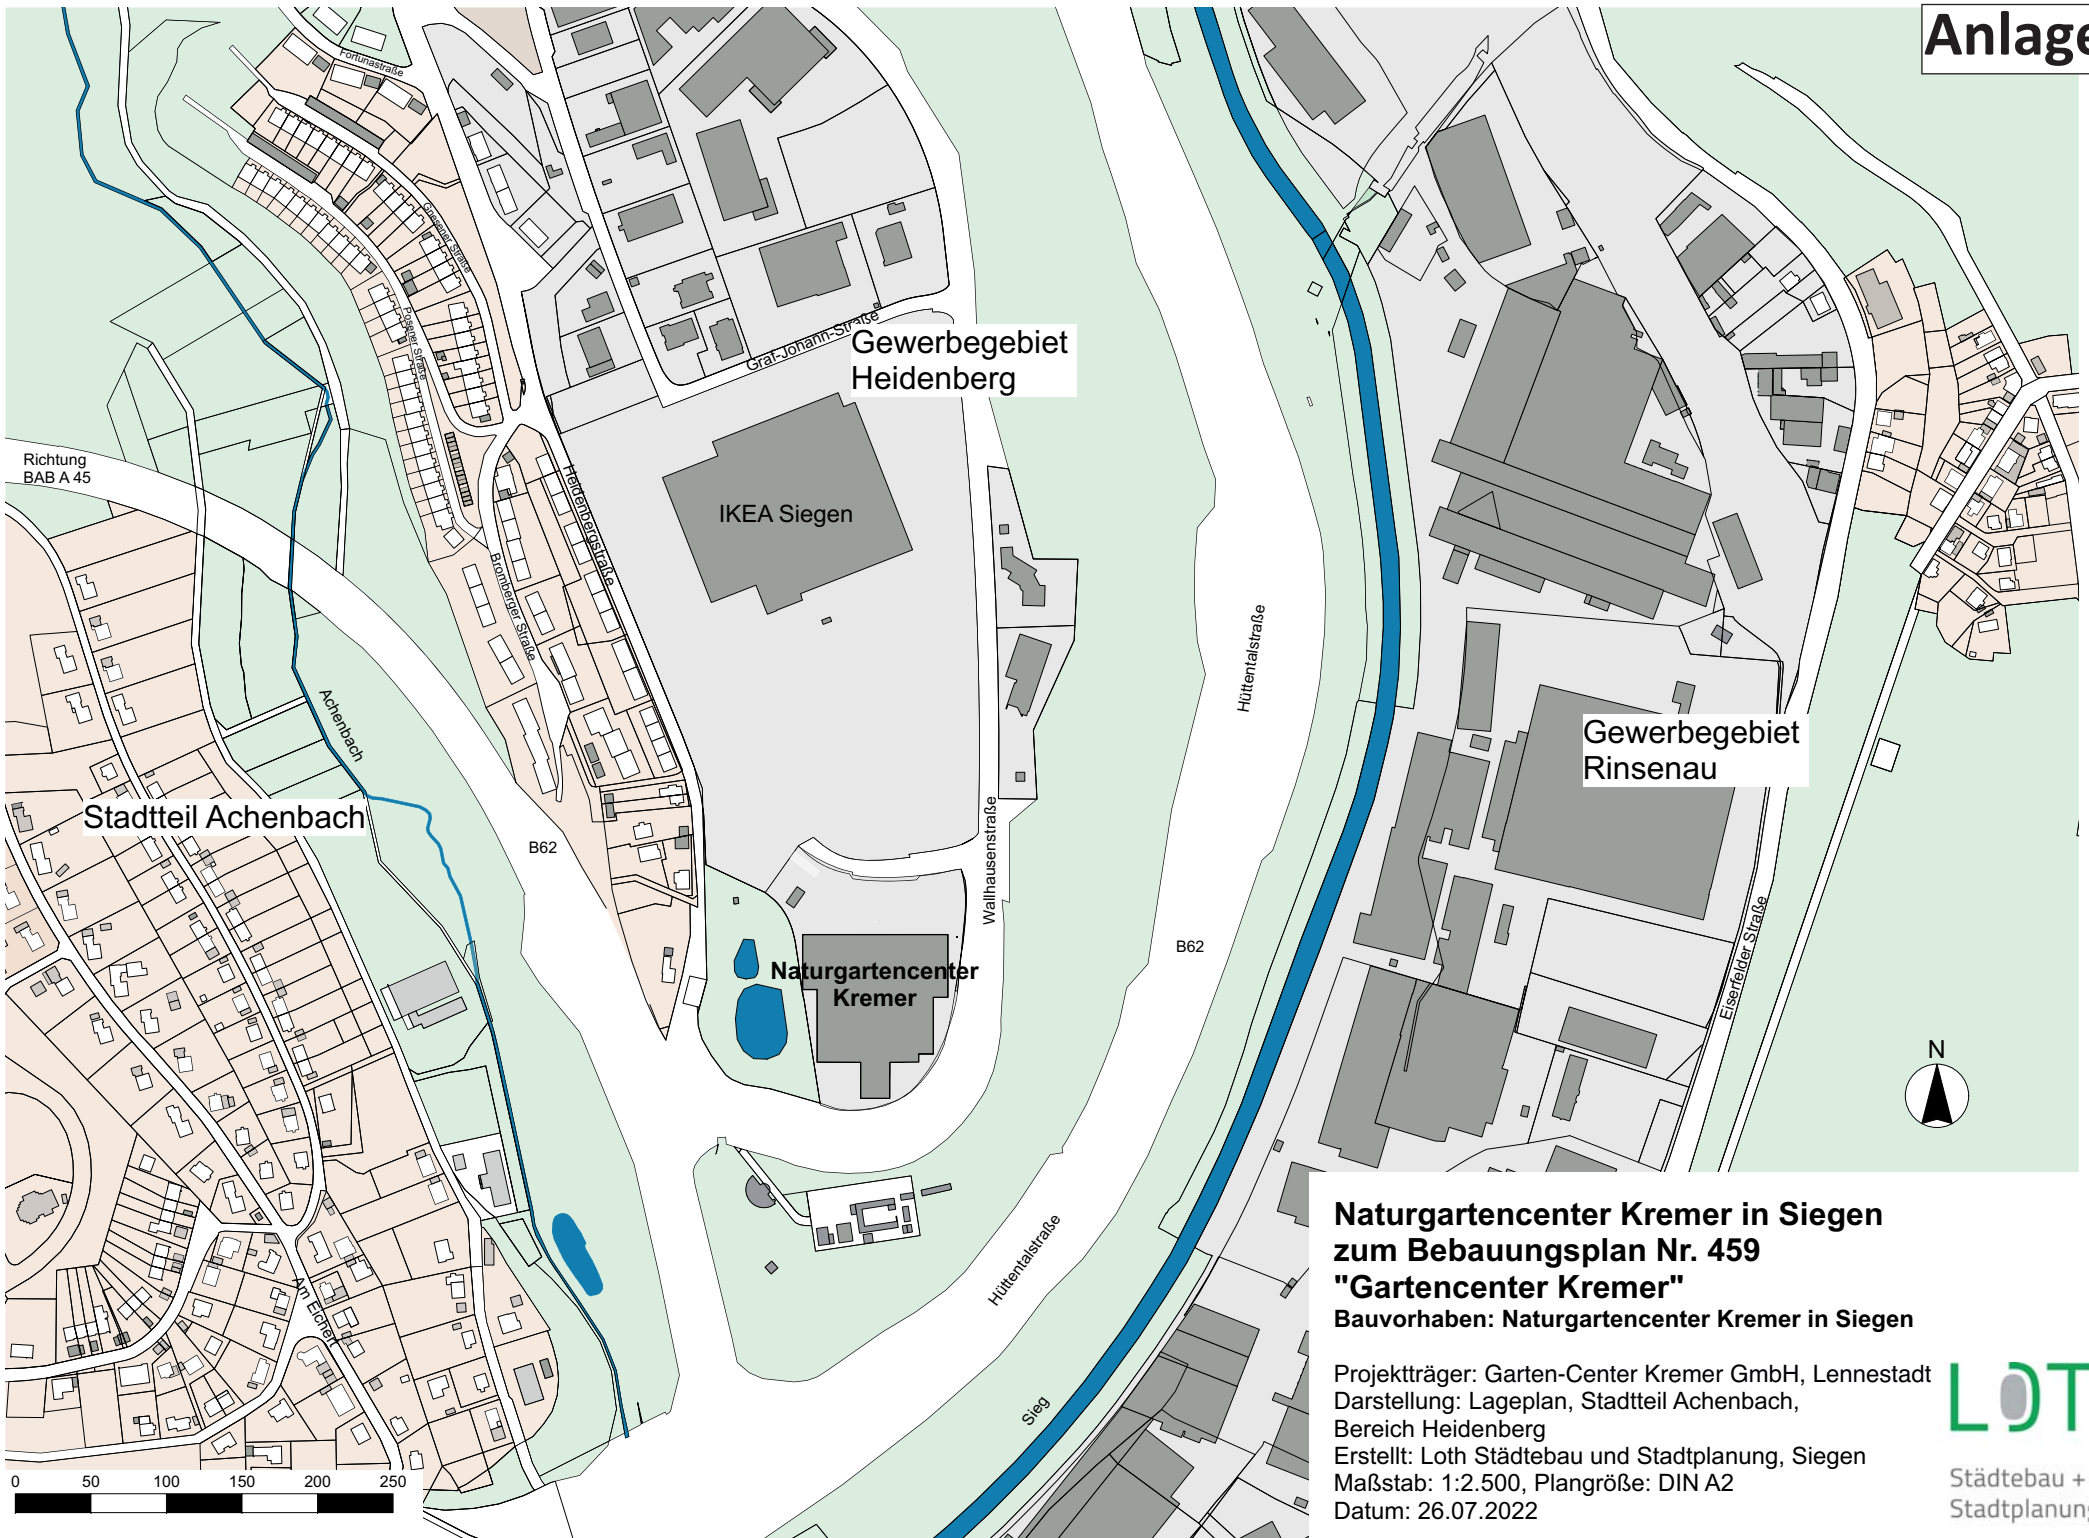 Anlage
Fortunastraße
Gnesener Straße
Posener Straße
Graf-Johann-Straße
Gewerbegebiet
Heidenberg
Richtung
BAB A 45
IKEA Siegen
Heidenbergstraße
Bromberger Straße
Hüttentalstraße
Achenbach
Gewerbegebiet
Rinsenau
Stadtteil Achenbach
B62
Wallhausenstraße
B62
Naturgartencenter
Kremer
Eiserfelder Straße
N
Hüttentalstraße
Am Eichert
Sieg
0 50 100 150 200 250
Naturgartencenter Kremer in Siegen
zum Bebauungsplan Nr. 459
"Gartencenter Kremer"
Bauvorhaben: Naturgartencenter Kremer in Siegen
Projektträger: Garten-Center Kremer GmbH, Lennestadt
Darstellung: Lageplan, Stadtteil Achenbach,
Bereich Heidenberg
Erstellt: Loth Städtebau und Stadtplanung, Siegen
Maßstab: 1:2.500, Plangröße: DIN A2
Datum: 26.07.2022
LOT
Städtebau +
Stadtplanung